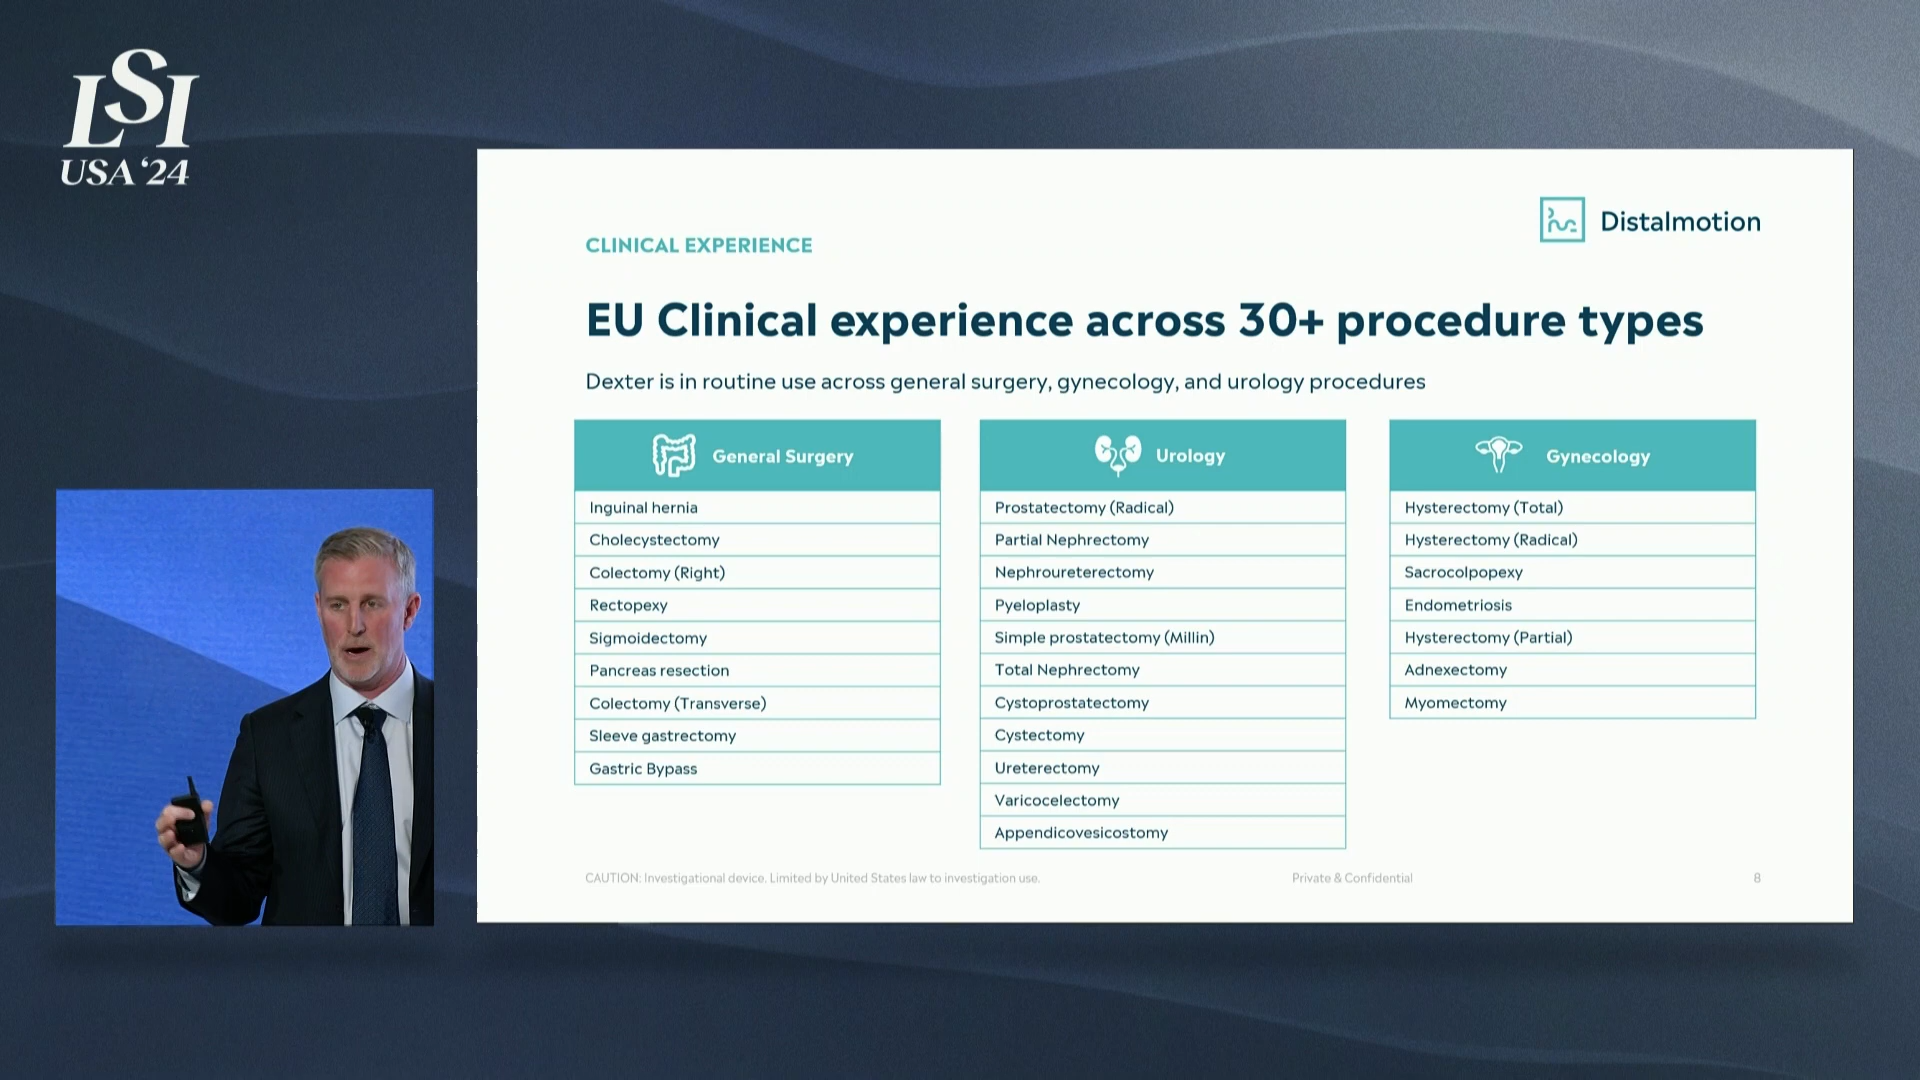 LSI
USA '24
Distalmotion
CLINICAL EXPERIENCE
EU Clinical experience across 30+ procedure types
Dexter is in routine use across general surgery, gynecology, and urology procedures
General Surgery
Inguinal hernia
Cholecystectomy
Colectomy (Right)
Rectopexy
Sigmoidectomy
Pancreas resection
Colectomy (Transverse)
Sleeve gastrectomy
Gastric Bypass
Urology
Prostatectomy (Radical)
Partial Nephrectomy
Nephroureterectomy
Pyeloplasty
Simple prostatectomy (Millin)
Total Nephrectomy
Cystoprostatectomy
Cystectomy
Ureterectomy
Varicocelectomy
Appendicovesicostomy
Gynecology
Hysterectomy (Total)
Hysterectomy (Radical)
Sacrocolpopexy
Endometriosis
Hysterectomy (Partial)
Adnexectomy
Myomectomy
CAUTION: Investigational device. Limited by United States law to investigation use.
Private & Confidential
8